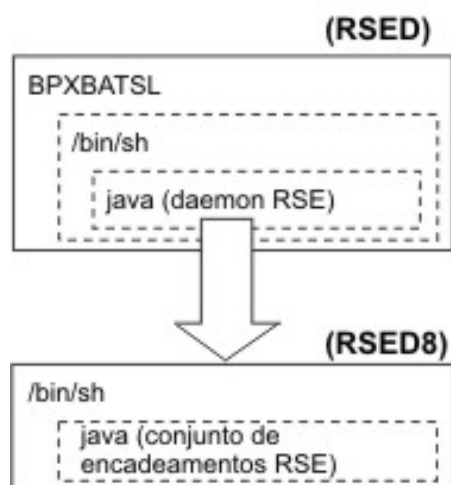 (RSED)
BPXBATSL
/bin/sh
java (daemon RSE)
(RSED8)
/bin/sh
java (conjunto de
encadeamentos RSE)